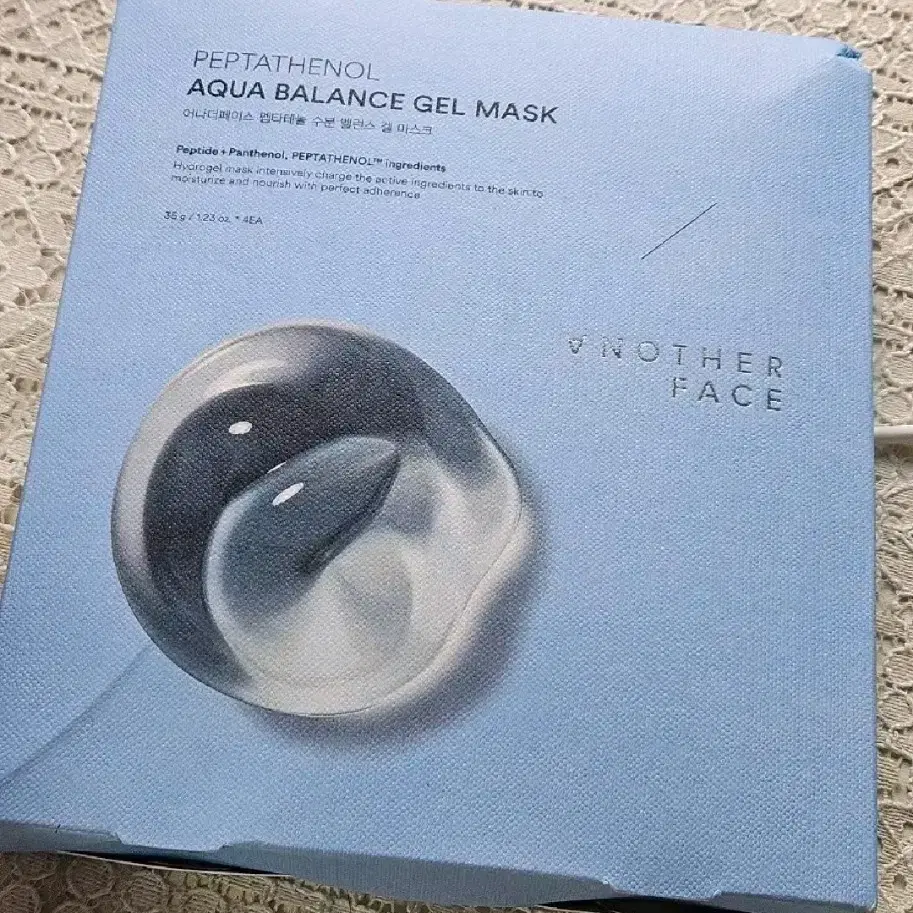 PEPTATHENOL
AQUA BALANCE GEL MASK
어나더페이스 펩타테놀 수분 밸런스 겔 마스크
Peptide + Panthenol, PEPTATHENOL™ ingredients
Hydrogel mask intensively charge the active ingredients to the skin to
moisturize and nourish with perfect adherence
35 g / 1.23 oz. * 4EA
ⱯNOTHER
FACE